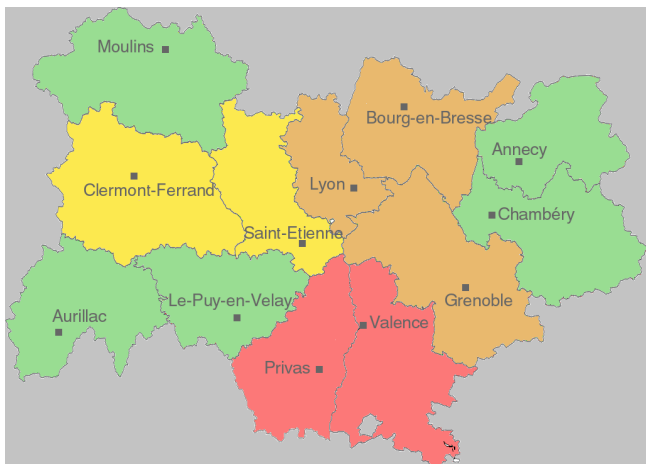 Moulins
Bourg-en-Bresse
Annecy
Clermont-Ferrand
Lyon
Chambéry
Saint-Etienne
Le-Puy-en-Velay
Grenoble
Aurillac
Valence
Privas